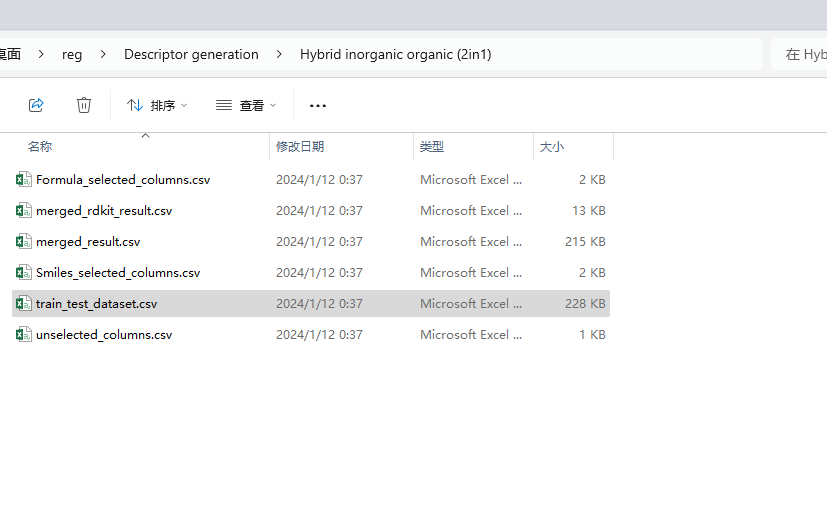 桌面 > reg > Descriptor generation > Hybrid inorganic organic (2in1) 在 Hyb
排序 查看
名称 修改日期 类型 大小
Formula_selected_columns.csv 2024/1/12 0:37 Microsoft Excel ... 2 KB
merged_rdkit_result.csv 2024/1/12 0:37 Microsoft Excel ... 13 KB
merged_result.csv 2024/1/12 0:37 Microsoft Excel ... 215 KB
Smiles_selected_columns.csv 2024/1/12 0:37 Microsoft Excel ... 2 KB
train_test_dataset.csv 2024/1/12 0:37 Microsoft Excel ... 228 KB
unselected_columns.csv 2024/1/12 0:37 Microsoft Excel ... 1 KB